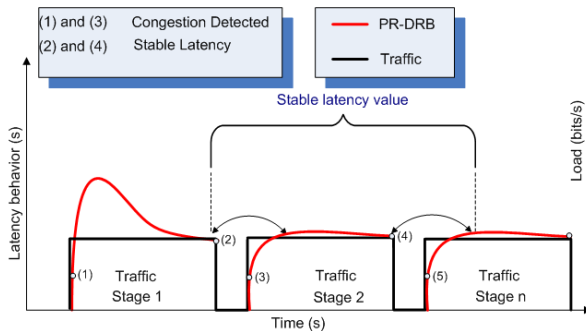 (1) and (3) Congestion Detected
(2) and (4) Stable Latency
PR-DRB
Traffic
Stable latency value
Latency behavior (s)
Load (bits/s)
(1)
(2)
(3)
(4)
(5)
Traffic
Stage 1
Traffic
Stage 2
Traffic
Stage n
Time (s)